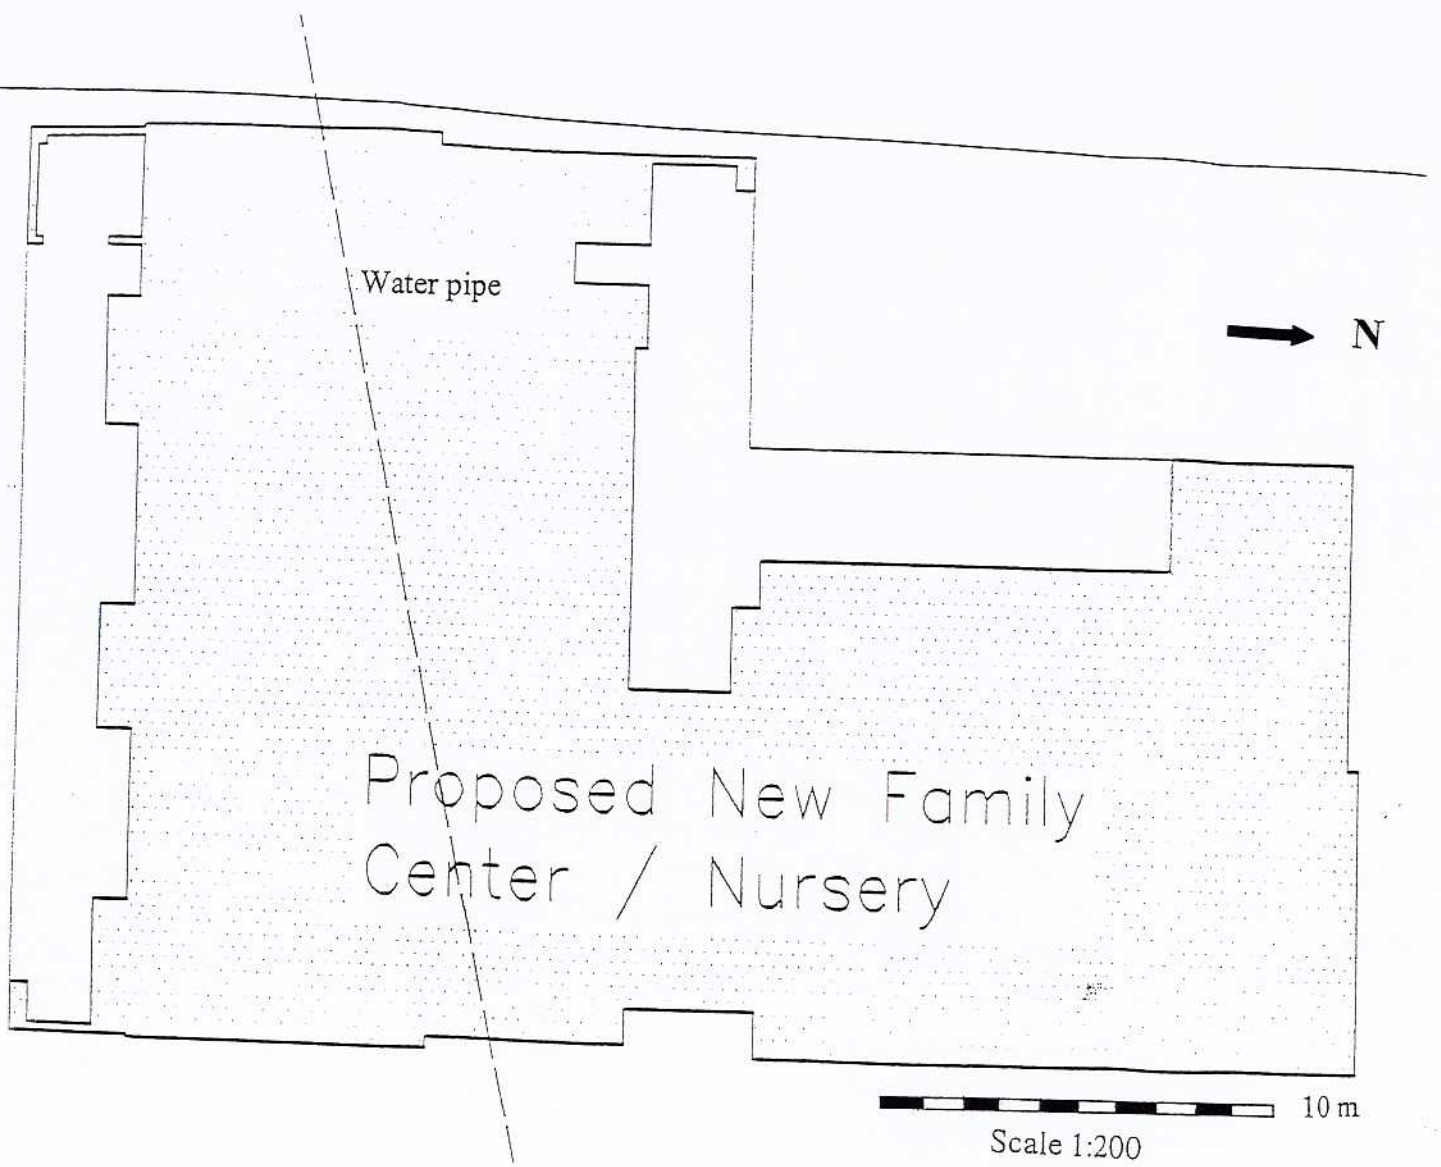 Water pipe
N
Proposed New Family
Center / Nursery
10 m
Scale 1:200